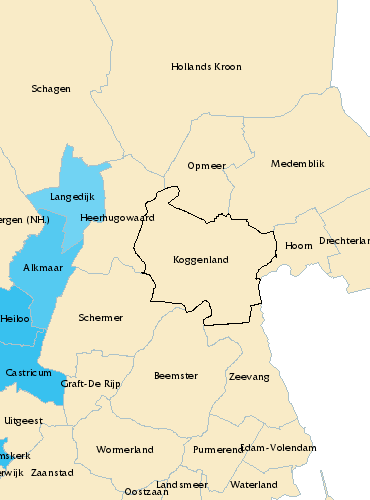 Hollands Kroon
Schagen
Opmeer
Medemblik
Langedijk
ergen (NH.)
Heerhugowaard
Hoorn
Drechterlan
Koggenland
Alkmaar
Heiloo
Schermer
Castricum
Graft-De Rijp
Beemster
Zeevang
Uitgeest
Wormerland
Purmerend
Edam-Volendam
mskerk
erwijk
Zaanstad
Landsmeer
Waterland
Oostzaan